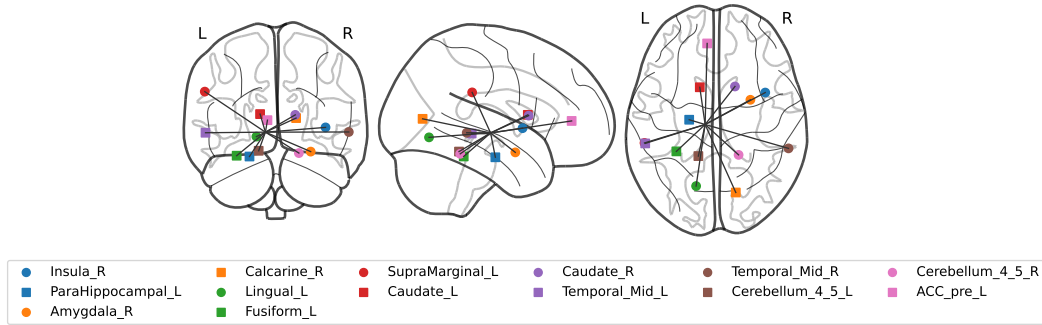 L R L R
Insula_R Calcarine_R SupraMarginal_L Caudate_R Temporal_Mid_R Cerebellum_4_5_R
ParaHippocampal_L Lingual_L Caudate_L Temporal_Mid_L Cerebellum_4_5_L ACC_pre_L
Amygdala_R Fusiform_L